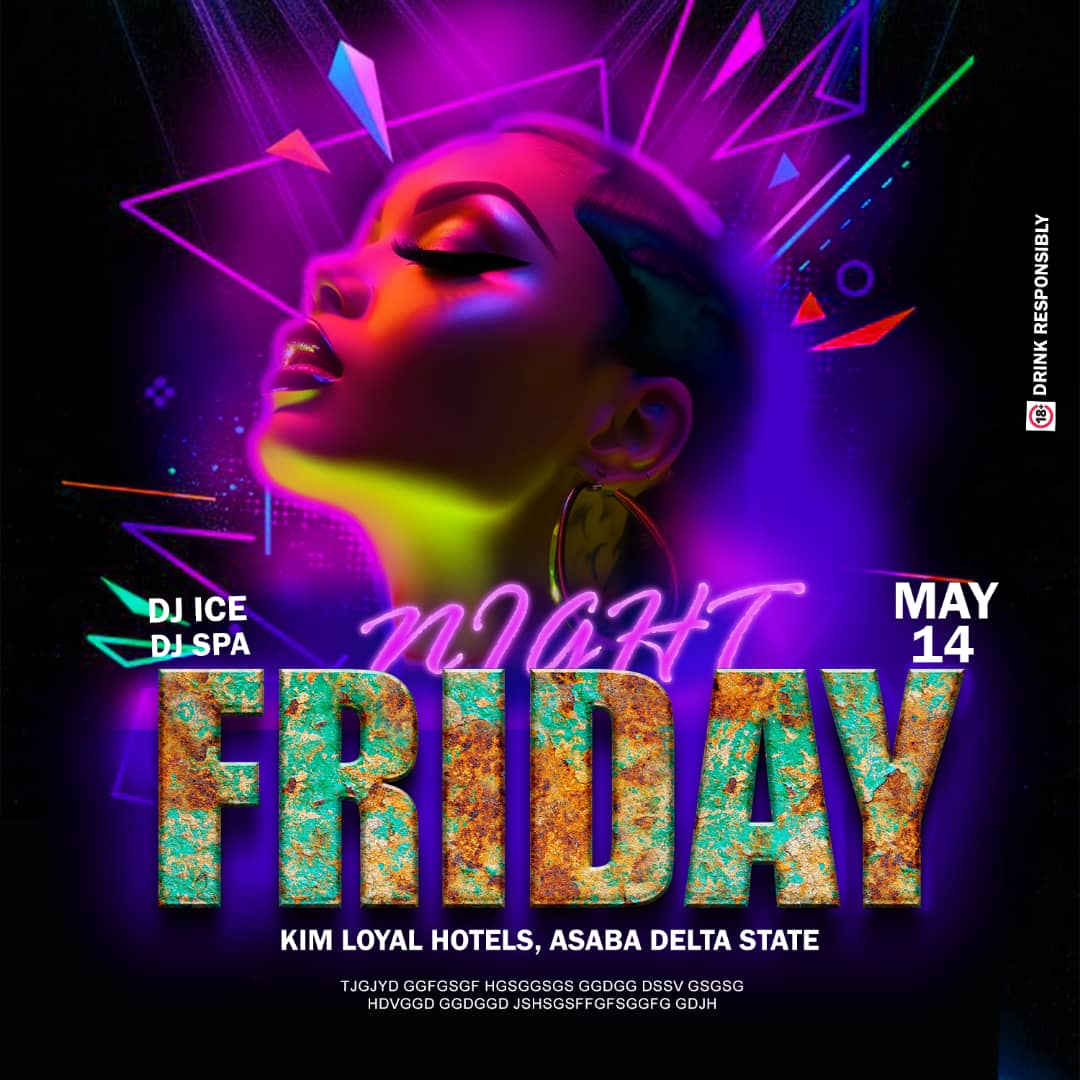 18+ DRINK RESPONSIBLY
DJ ICE
DJ SPA
NIGHT
MAY
14
FRIDAY
KIM LOYAL HOTELS, ASABA DELTA STATE
TJGJYD GGFGSGF HGSGGSGS GGDGG DSSV GSGSG
HDVGGD GGDGGD JSHSGSFFGFSGGFG GDJH